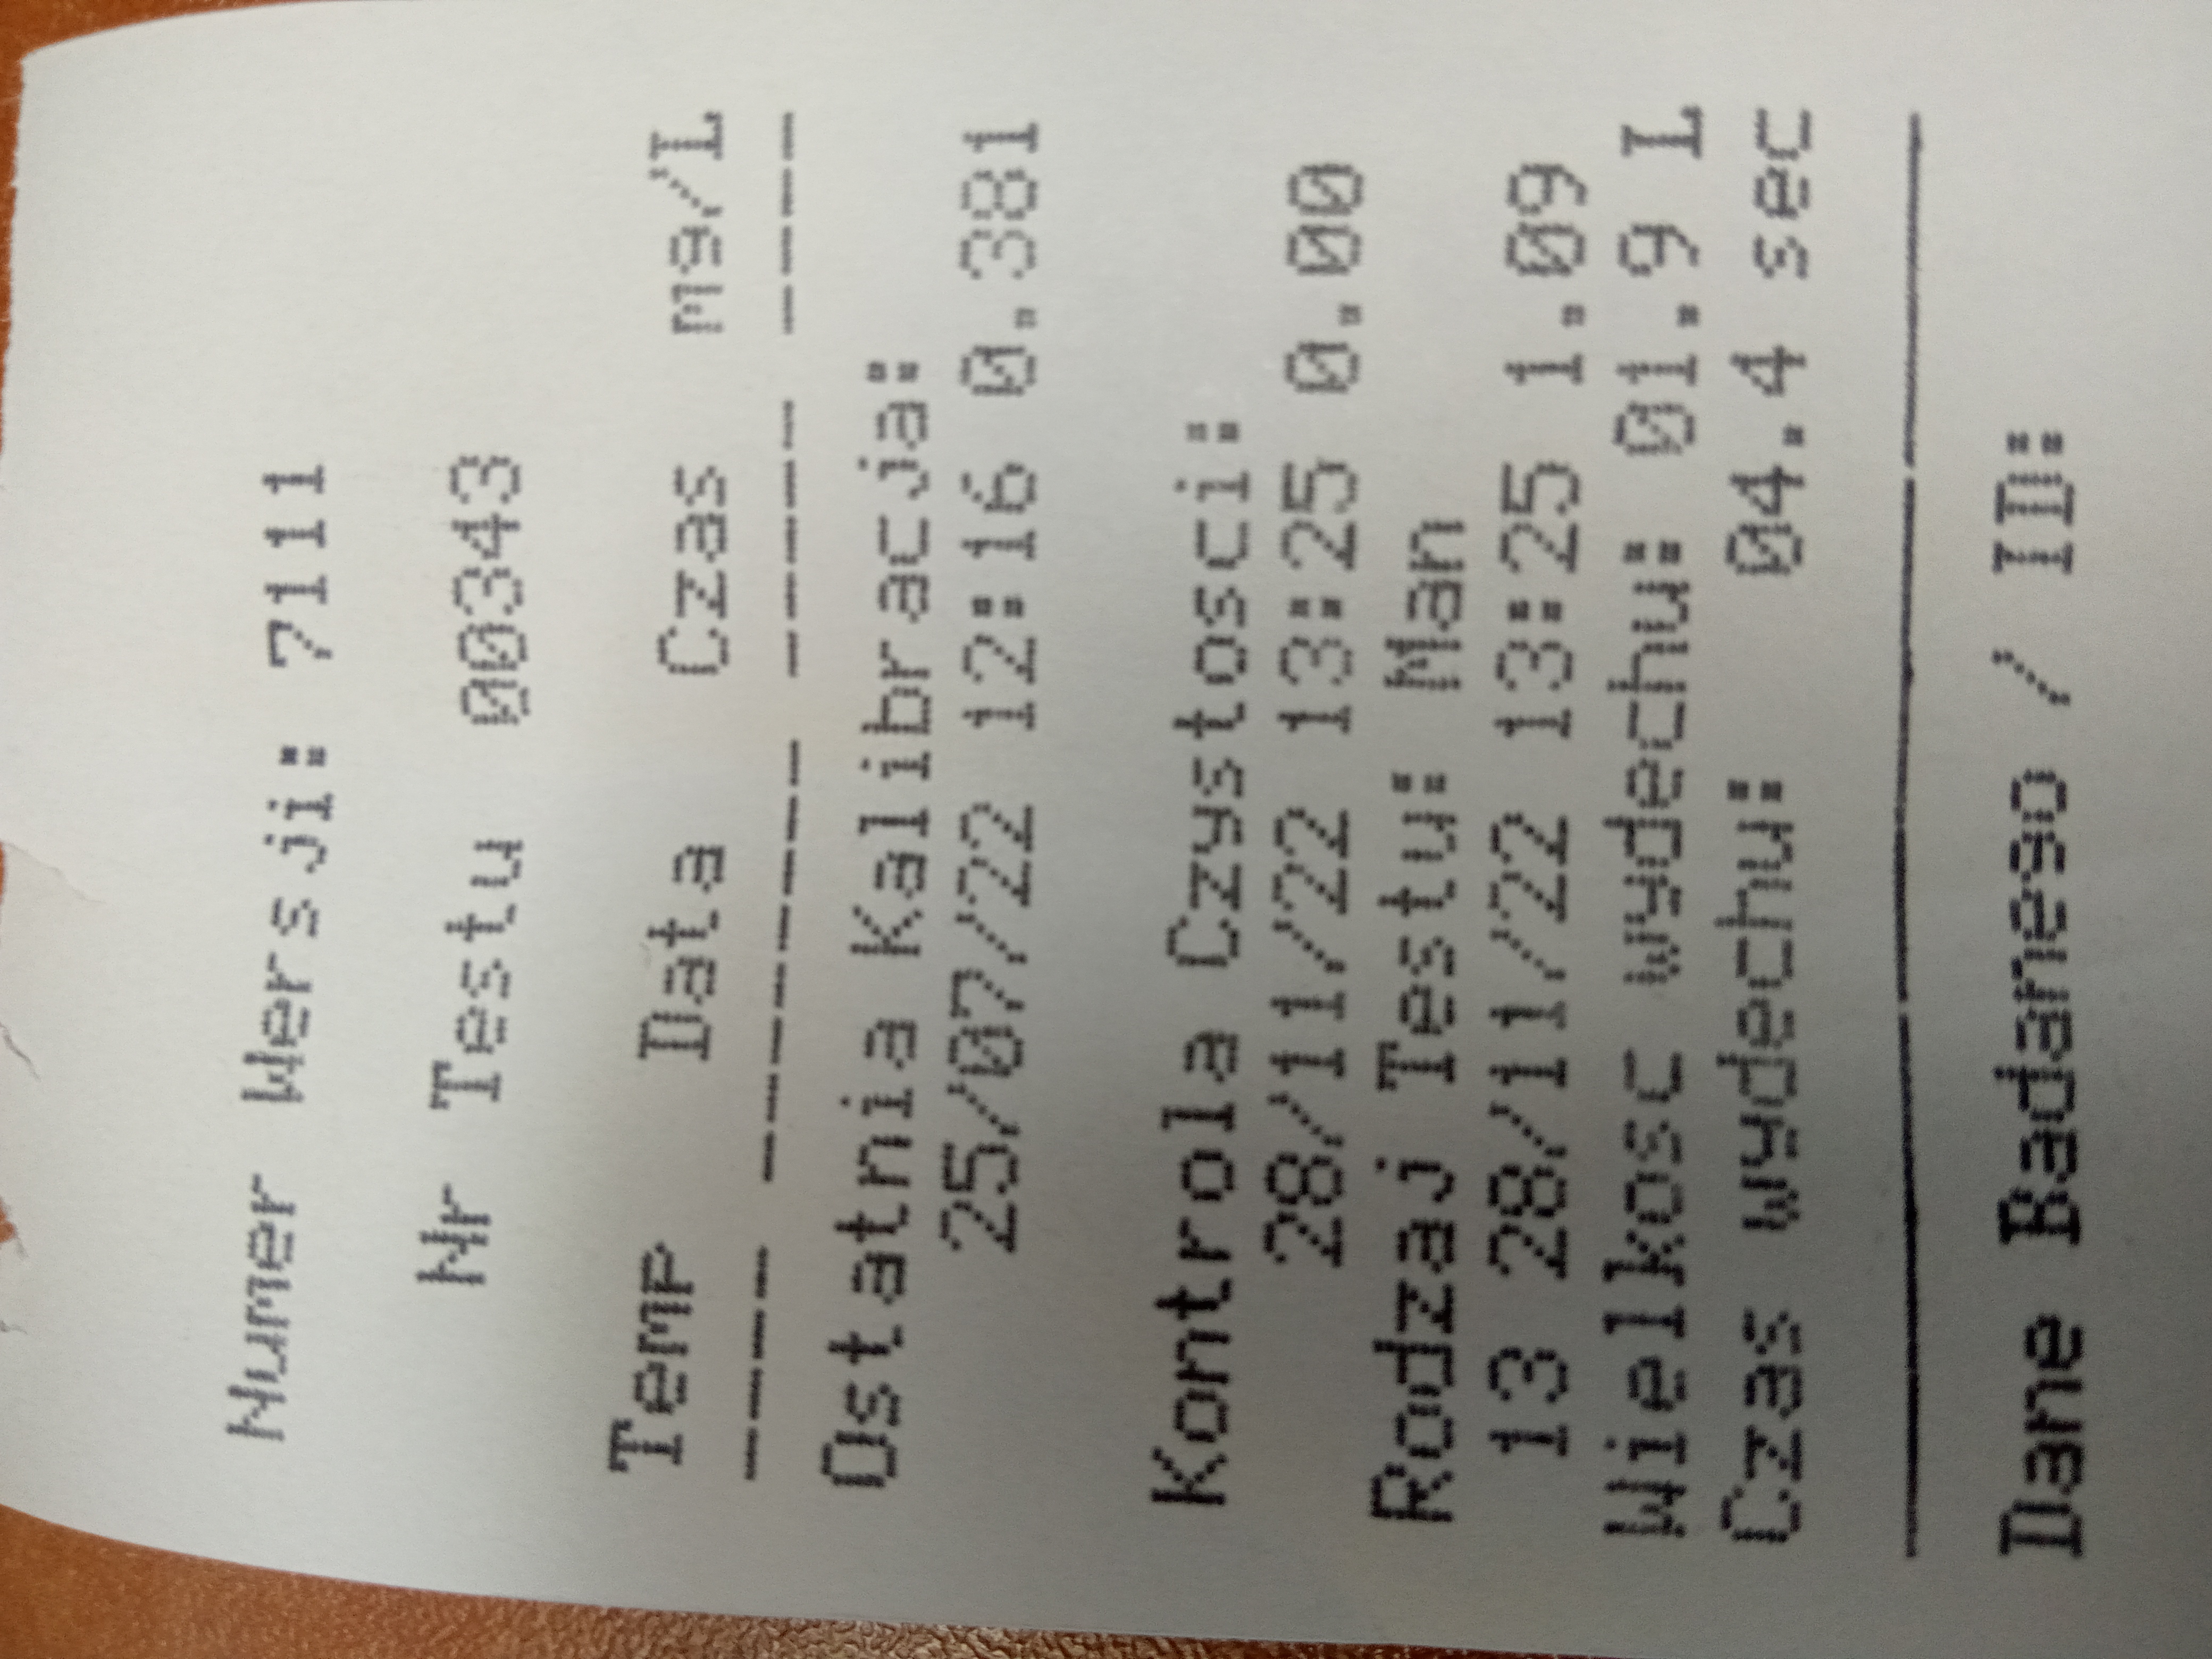 Numer Wersji: 7111
Nr Testu 00343
Temp Data Czas mg/L
Ostatnia Kalibracja:
25/07/22 12:16 0.381
Kontrola Czystosci:
28/11/22 13:25 0.00
Rodzaj Testu: Man
13 28/11/22 13:25 1.09
Wielkosc wydechu: 01.9 L
Czas wydechu: 04.4 sec
Dane Badanego / ID: